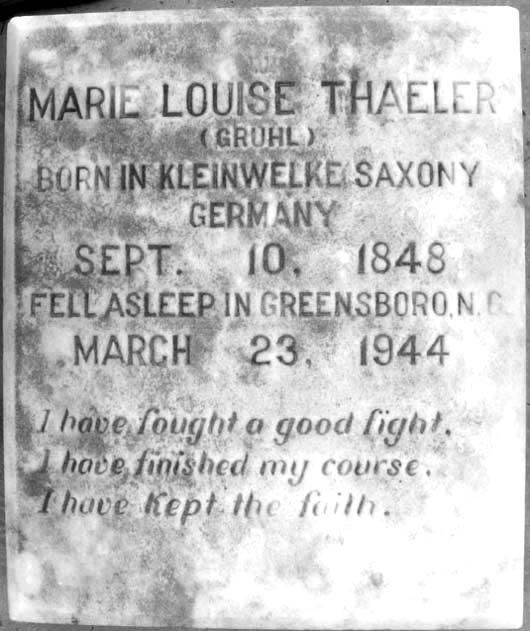 MARIE LOUISE THAELER
(GRUHL)
BORN IN KLEINWELKE SAXONY
GERMANY
SEPT. 10, 1848
FELL ASLEEP IN GREENSBORO, N. C.
MARCH 23, 1944
I have fought a good fight,
I have finished my course,
I have Kept the faith.